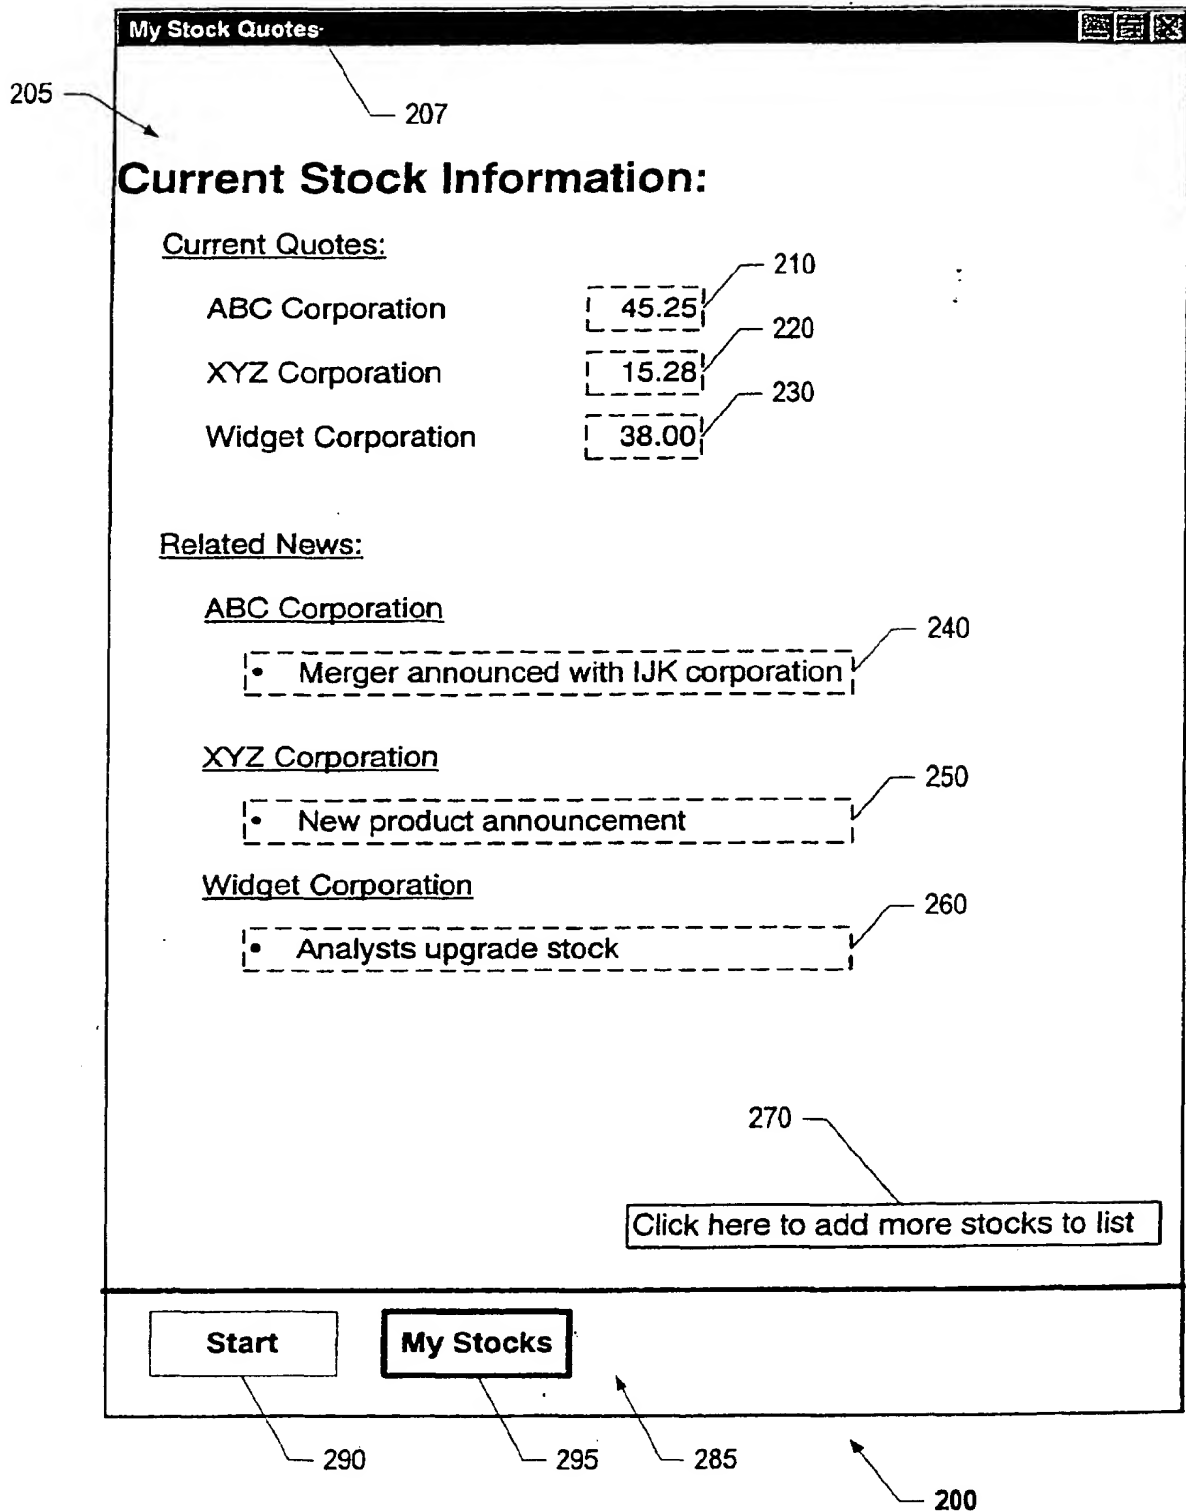 My Stock Quotes
205
207
Current Stock Information:
Current Quotes:
210
ABC Corporation 45.25
220
XYZ Corporation 15.28
230
Widget Corporation 38.00
Related News:
ABC Corporation
240
• Merger announced with IJK corporation
XYZ Corporation
250
• New product announcement
Widget Corporation
260
• Analysts upgrade stock
270
Click here to add more stocks to list
Start My Stocks
290 295 285
200